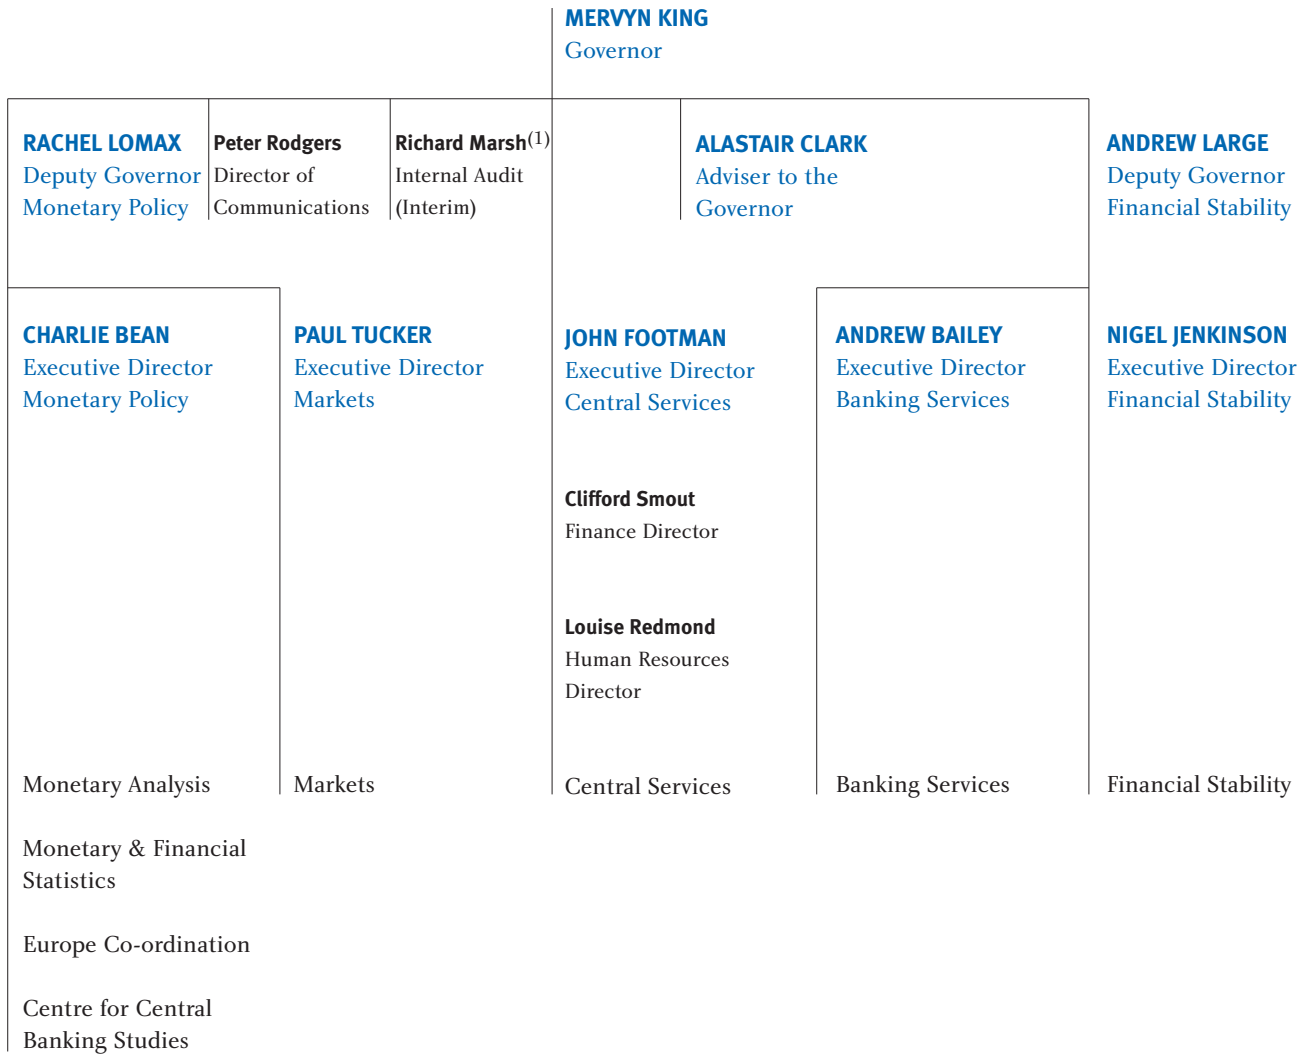 MERVYN KING
Governor
RACHEL LOMAX
Deputy Governor
Monetary Policy
Peter Rodgers
Director of
Communications
Richard Marsh(1)
Internal Audit
(Interim)
ALASTAIR CLARK
Adviser to the
Governor
ANDREW LARGE
Deputy Governor
Financial Stability
CHARLIE BEAN
Executive Director
Monetary Policy
PAUL TUCKER
Executive Director
Markets
JOHN FOOTMAN
Executive Director
Central Services
ANDREW BAILEY
Executive Director
Banking Services
NIGEL JENKINSON
Executive Director
Financial Stability
Clifford Smout
Finance Director
Louise Redmond
Human Resources
Director
Monetary Analysis
Markets
Central Services
Banking Services
Financial Stability
Monetary & Financial
Statistics
Europe Co-ordination
Centre for Central
Banking Studies